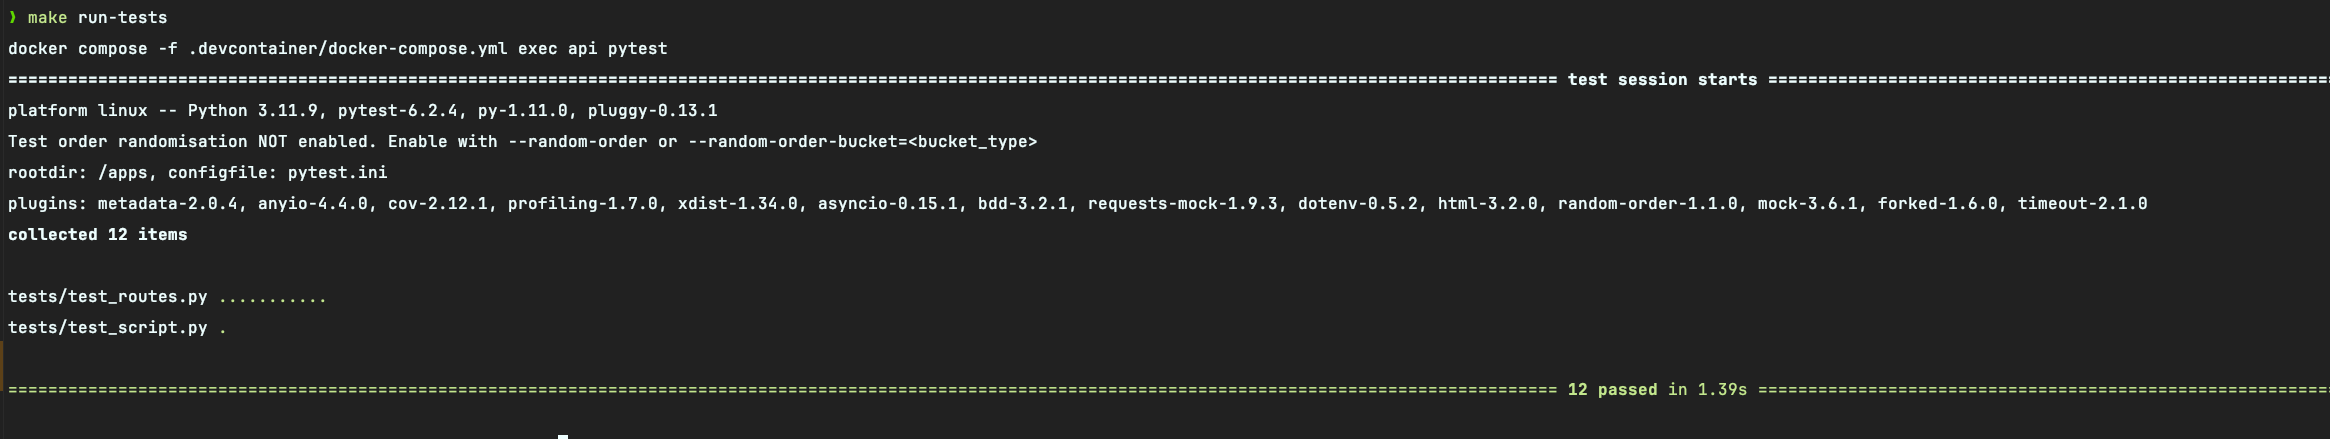 ❯ make run-tests
docker compose -f .devcontainer/docker-compose.yml exec api pytest
=========================================================================================================================================================== test session starts =========================================================
platform linux -- Python 3.11.9, pytest-6.2.4, py-1.11.0, pluggy-0.13.1
Test order randomisation NOT enabled. Enable with --random-order or --random-order-bucket=<bucket_type>
rootdir: /apps, configfile: pytest.ini
plugins: metadata-2.0.4, anyio-4.4.0, cov-2.12.1, profiling-1.7.0, xdist-1.34.0, asyncio-0.15.1, bdd-3.2.1, requests-mock-1.9.3, dotenv-0.5.2, html-3.2.0, random-order-1.1.0, mock-3.6.1, forked-1.6.0, timeout-2.1.0
collected 12 items
tests/test_routes.py ...........
tests/test_script.py .
=========================================================================================================================================================== 12 passed in 1.39s ==========================================================